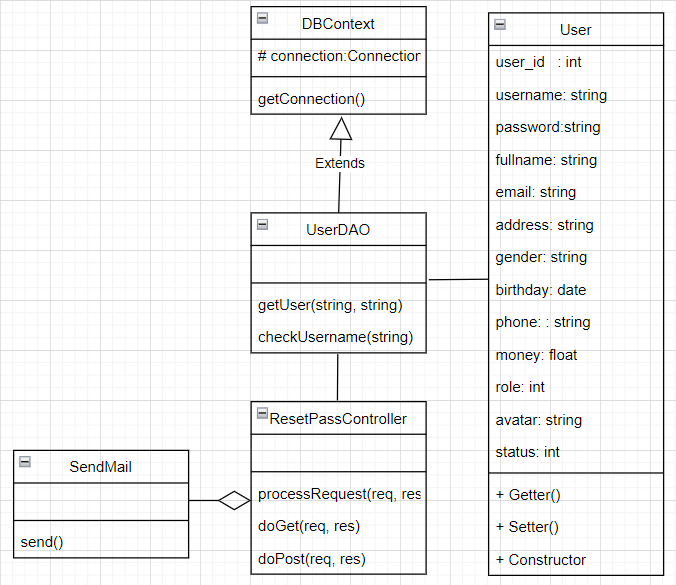 DBContext
# connection:Connection
getConnection()
Extends
UserDAO
getUser(string, string)
checkUsername(string)
ResetPassController
processRequest(req, res
doGet(req, res)
doPost(req, res)
SendMail
send()
User
user_id : int
username: string
password:string
fullname: string
email: string
address: string
gender: string
birthday: date
phone: : string
money: float
role: int
avatar: string
status: int
+ Getter()
+ Setter()
+ Constructor